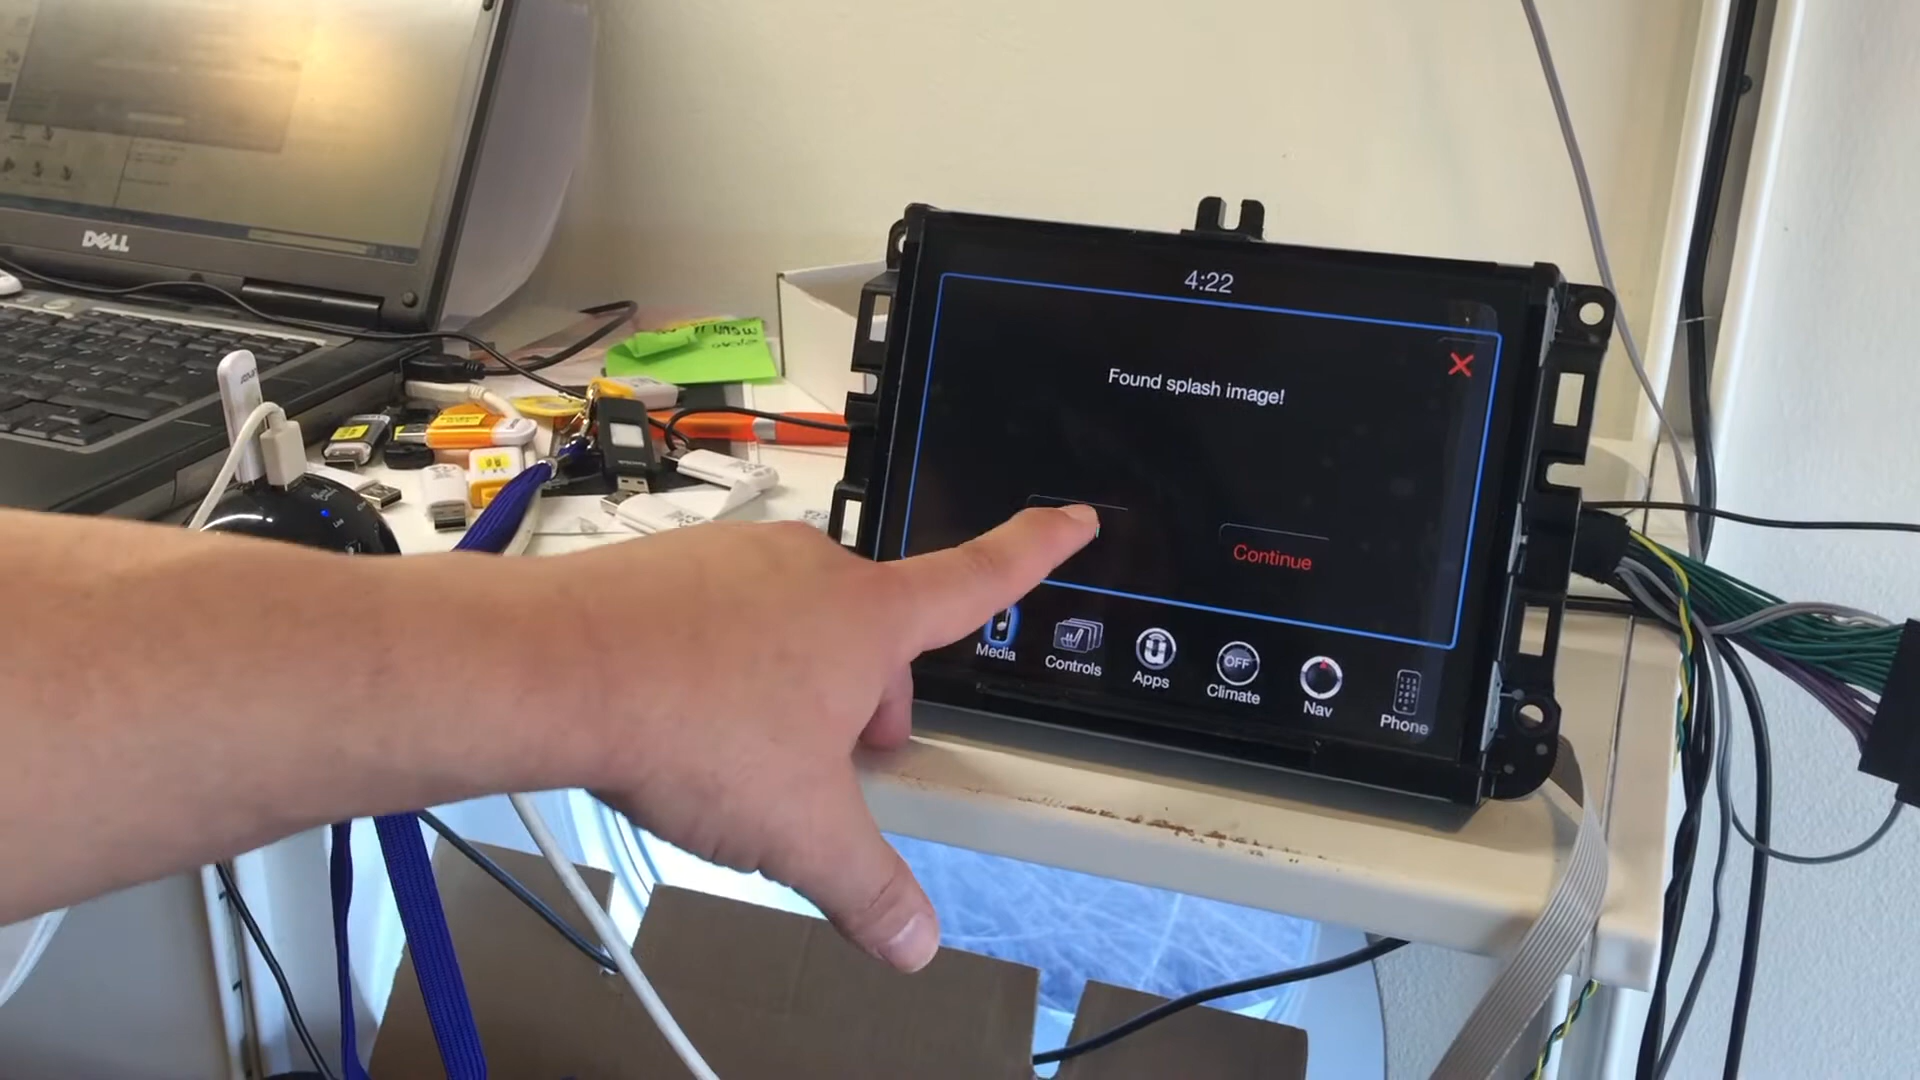 DELL
4:22
Found splash image!
Continue
Media
Controls
Apps
OFF
Climate
Nav
Phone